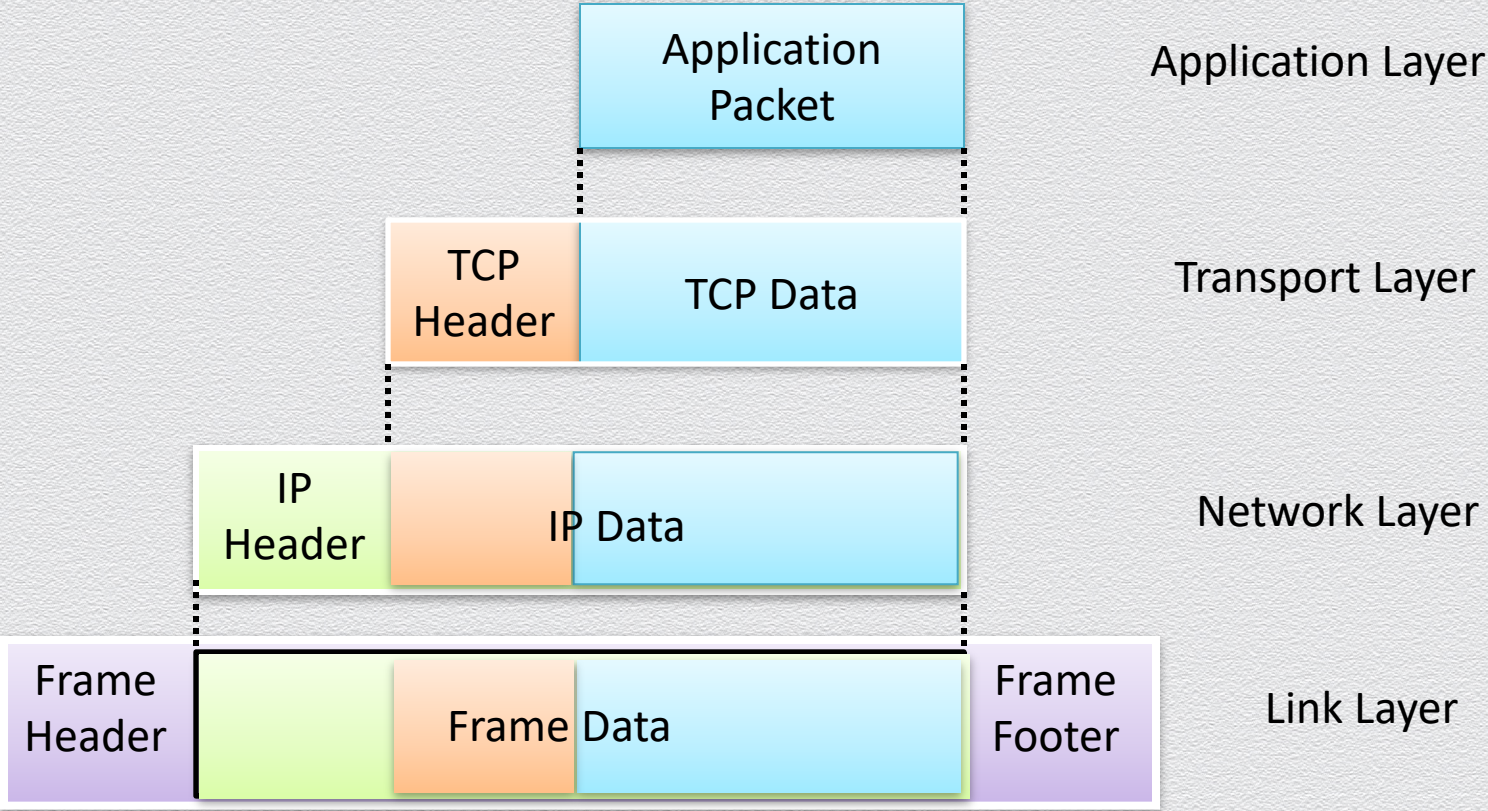 Application
Packet
Application Layer
TCP
Header
TCP Data
Transport Layer
IP
Header
IP Data
Network Layer
Frame
Header
Frame Data
Frame
Footer
Link Layer